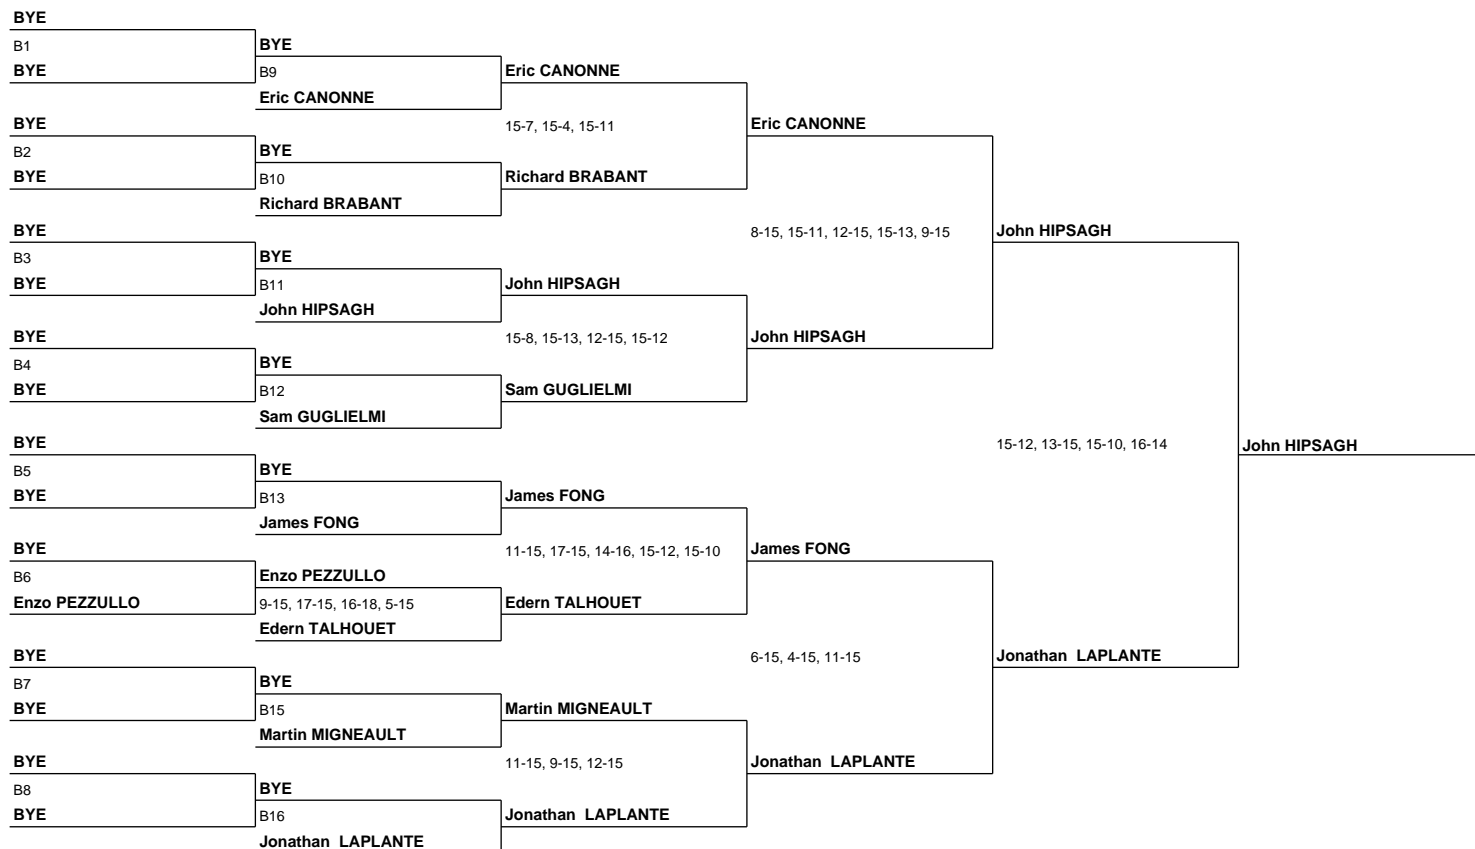 BYE
B1
BYE
BYE
B2
BYE
BYE
B3
BYE
BYE
B4
BYE
BYE
B5
BYE
BYE
B6
Enzo PEZZULLO
BYE
B7
BYE
BYE
B8
BYE
BYE
B9
Eric CANONNE
BYE
B10
Richard BRABANT
BYE
B11
John HIPSAGH
BYE
B12
Sam GUGLIELMI
BYE
B13
James FONG
Enzo PEZZULLO
9-15, 17-15, 16-18, 5-15
Edern TALHOUET
BYE
B15
Martin MIGNEAULT
BYE
B16
Jonathan LAPLANTE
Eric CANONNE
15-7, 15-4, 15-11
Richard BRABANT
John HIPSAGH
15-8, 15-13, 12-15, 15-12
Sam GUGLIELMI
James FONG
11-15, 17-15, 14-16, 15-12, 15-10
Edern TALHOUET
Martin MIGNEAULT
11-15, 9-15, 12-15
Jonathan LAPLANTE
Eric CANONNE
8-15, 15-11, 12-15, 15-13, 9-15
John HIPSAGH
James FONG
6-15, 4-15, 11-15
Jonathan LAPLANTE
John HIPSAGH
15-12, 13-15, 15-10, 16-14
Jonathan LAPLANTE
John HIPSAGH